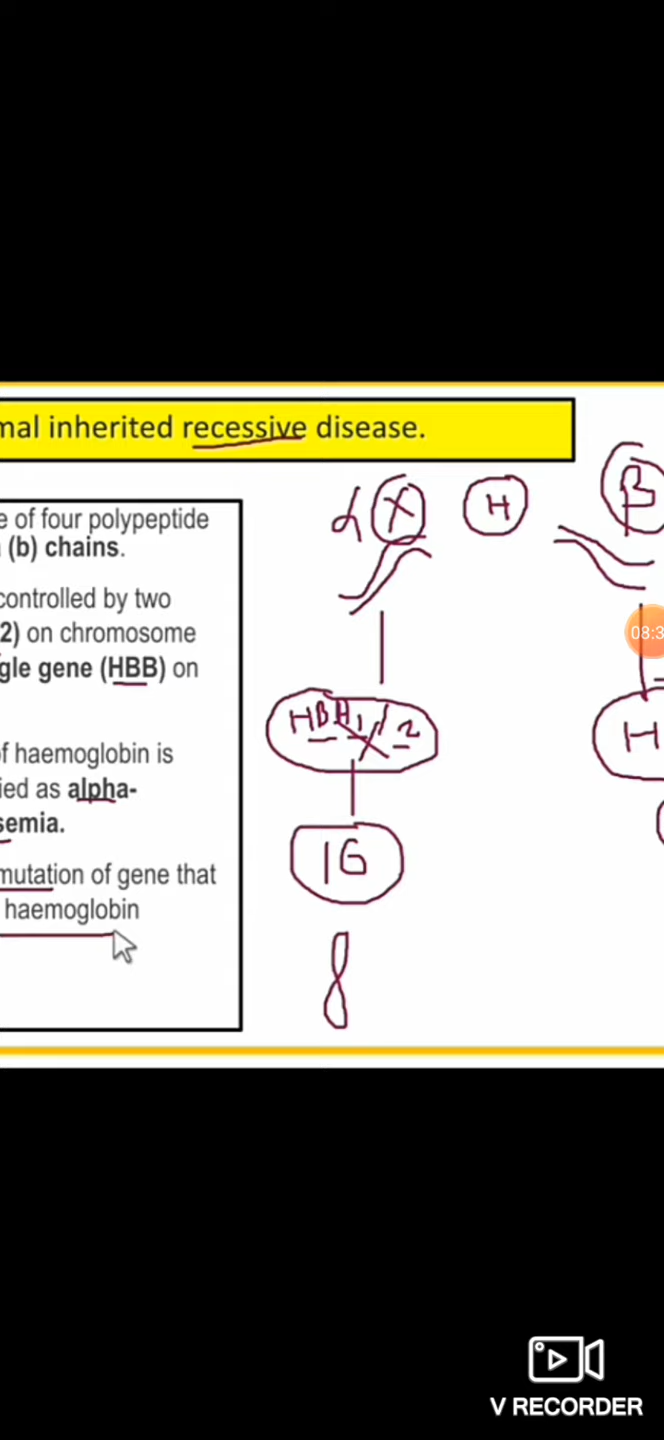 mal inherited recessive disease.
e of four polypeptide
(b) chains.
controlled by two
2) on chromosome
gle gene (HBB) on
of haemoglobin is
ied as alpha-
semia.
mutation of gene that
haemoglobin
α X H β
08:3
HBA1/2 H
16
V RECORDER